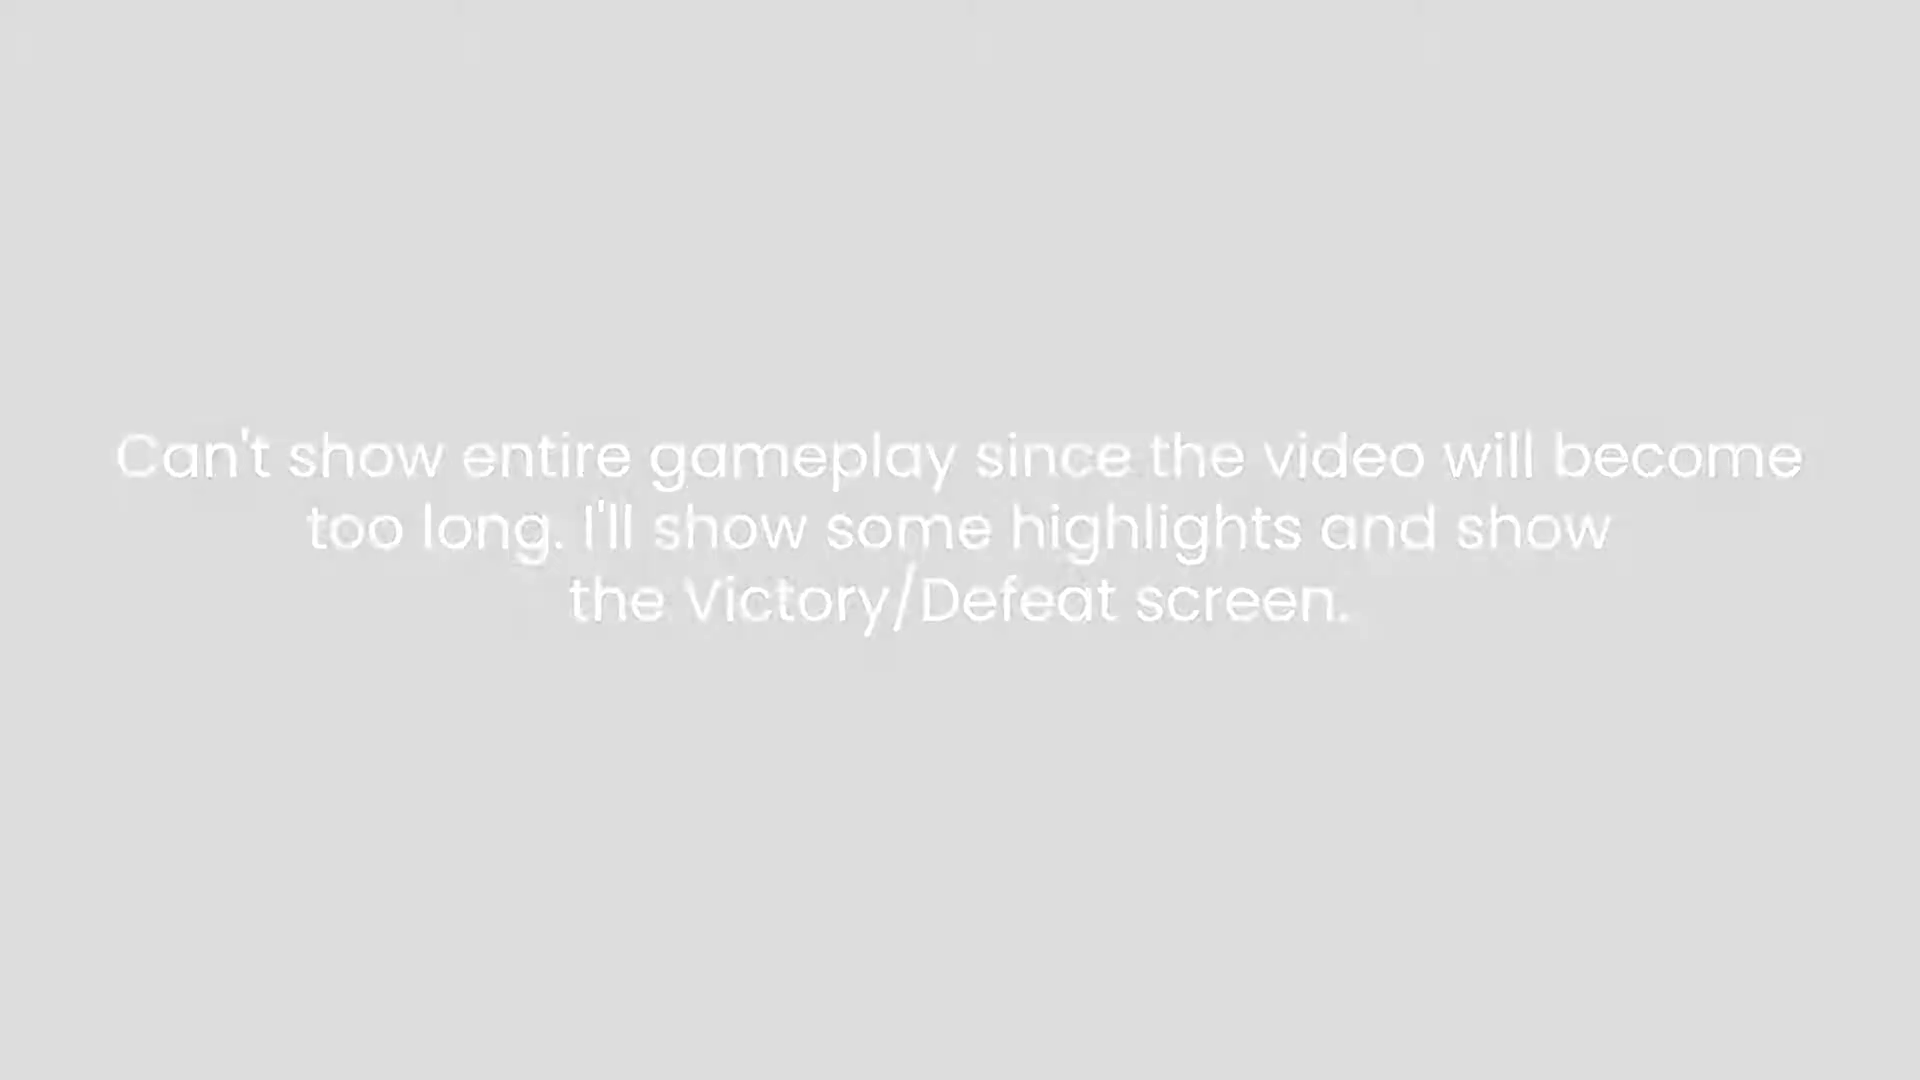 Can't show entire gameplay since the video will become
too long. I'll show some highlights and show
the Victory/Defeat screen.